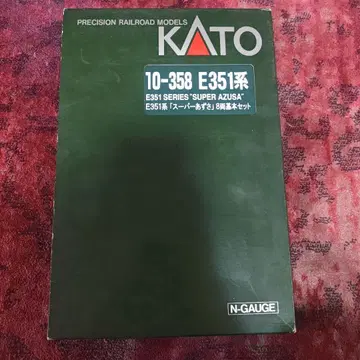 PRECISION RAILROAD MODELS
KATO
10-358 E351系
E351 SERIES "SUPER AZUSA"
E351系「スーパーあずさ」8両基本セット
N-GAUGE